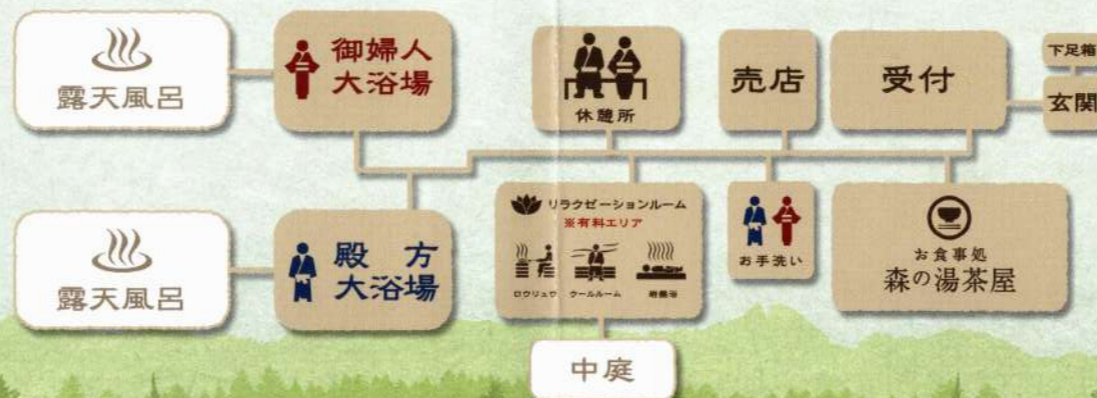 露天風呂
御婦人
大浴場
休憩所
売店
受付
下足箱
玄関
露天風呂
殿方
大浴場
リラクゼーションルーム
※有料エリア
ロウリュウ
クールルーム
お手洗い
お食事処
森の湯茶屋
中庭